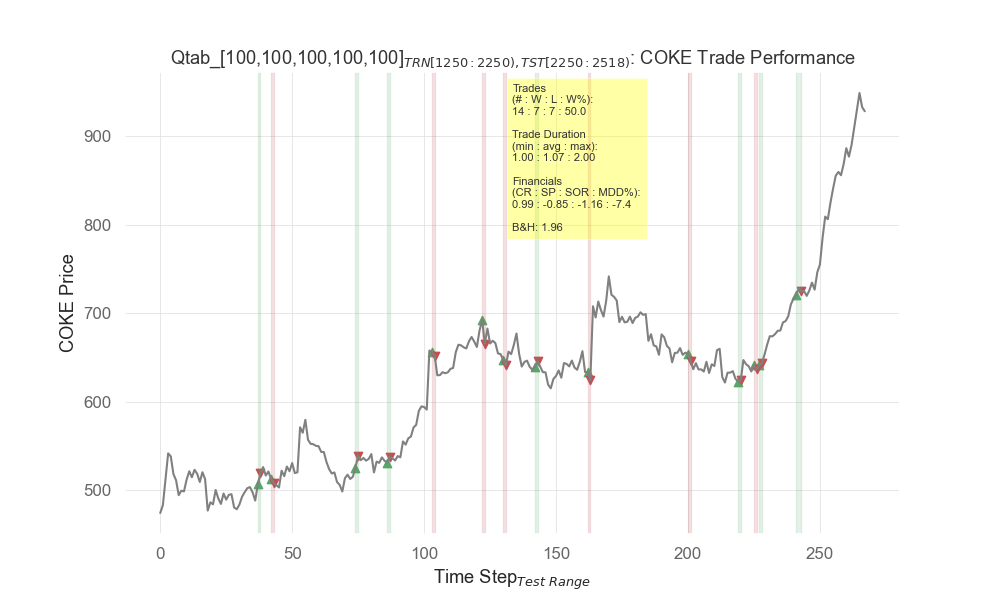 Qtab_[100,100,100,100,100]TRN[1250:2250),TST[2250:2518): COKE Trade Performance
Trades
(# : W : L : W%):
14 : 7 : 7 : 50.0
Trade Duration
(min : avg : max):
1.00 : 1.07 : 2.00
Financials
(CR : SP : SOR : MDD%):
0.99 : -0.85 : -1.16 : -7.4
B&H: 1.96
COKE Price
900
800
700
600
500
0 50 100 150 200 250
Time StepTest Range